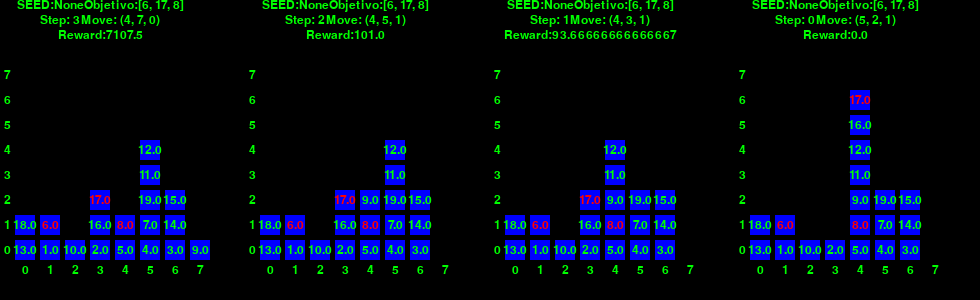 SEED:NoneObjetivo:[6, 17, 8]
Step: 3Move: (4, 7, 0)
Reward:7107.5
7
6
5
4 12.0
3 11.0
2 17.0 19.0 15.0
1 18.0 6.0 16.0 8.0 7.0 14.0
0 13.0 1.0 10.0 2.0 5.0 4.0 3.0 9.0
0 1 2 3 4 5 6 7
SEED:NoneObjetivo:[6, 17, 8]
Step: 2Move: (4, 5, 1)
Reward:101.0
7
6
5
4 12.0
3 11.0
2 17.0 9.0 19.0 15.0
1 18.0 6.0 16.0 8.0 7.0 14.0
0 13.0 1.0 10.0 2.0 5.0 4.0 3.0
0 1 2 3 4 5 6 7
SEED:NoneObjetivo:[6, 17, 8]
Step: 1Move: (4, 3, 1)
Reward:93.66666666666667
7
6
5
4 12.0
3 11.0
2 17.0 9.0 19.0 15.0
1 18.0 6.0 16.0 8.0 7.0 14.0
0 13.0 1.0 10.0 2.0 5.0 4.0 3.0
0 1 2 3 4 5 6 7
SEED:NoneObjetivo:[6, 17, 8]
Step: 0Move: (5, 2, 1)
Reward:0.0
7
6 17.0
5 16.0
4 12.0
3 11.0
2 9.0 19.0 15.0
1 18.0 6.0 8.0 7.0 14.0
0 13.0 1.0 10.0 2.0 5.0 4.0 3.0
0 1 2 3 4 5 6 7